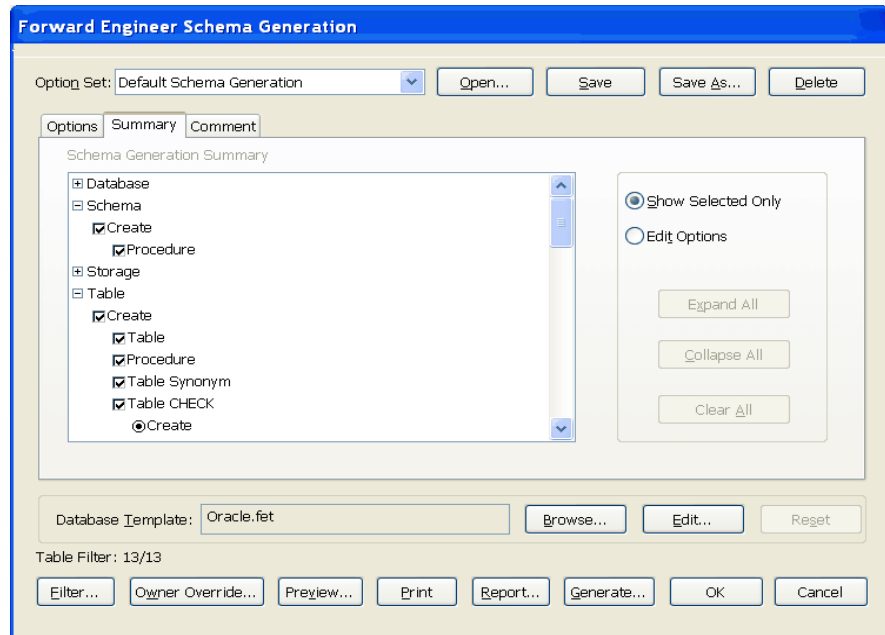 Forward Engineer Schema Generation
Option Set: Default Schema Generation Open... Save Save As... Delete
Options Summary Comment
Schema Generation Summary
Database
Schema
Create
Procedure
Storage
Table
Create
Table
Procedure
Table Synonym
Table CHECK
Create
Show Selected Only
Edit Options
Expand All
Collapse All
Clear All
Database Template: Oracle.fet Browse... Edit... Reset
Table Filter: 13/13
Filter... Owner Override... Preview... Print Report... Generate... OK Cancel